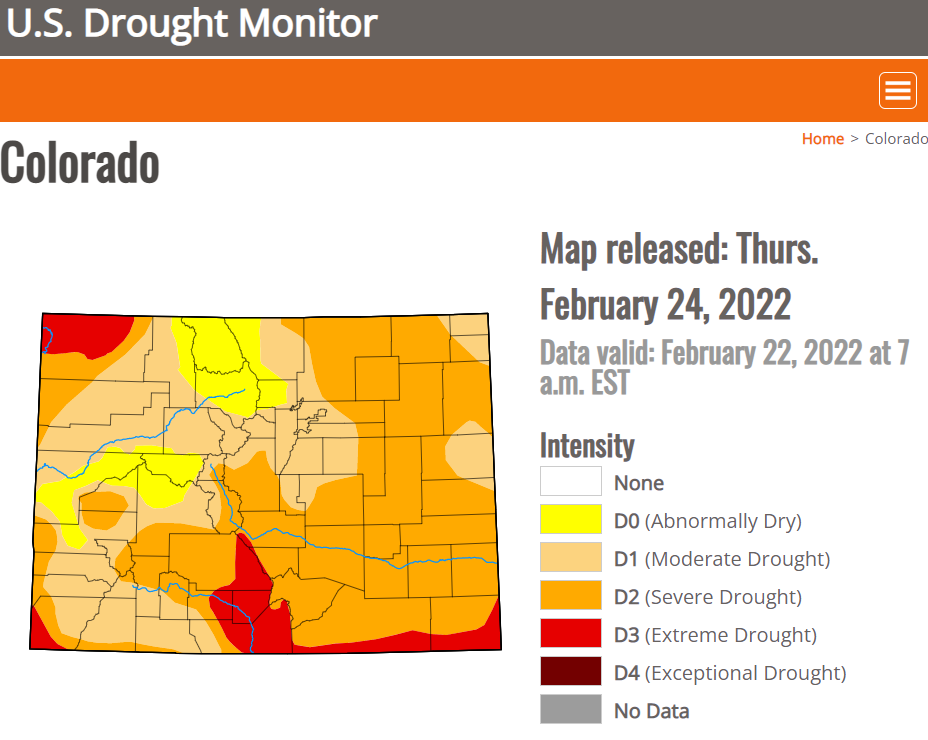 U.S. Drought Monitor
Home > Colorado
Colorado
Map released: Thurs.
February 24, 2022
Data valid: February 22, 2022 at 7
a.m. EST
Intensity
None
D0 (Abnormally Dry)
D1 (Moderate Drought)
D2 (Severe Drought)
D3 (Extreme Drought)
D4 (Exceptional Drought)
No Data